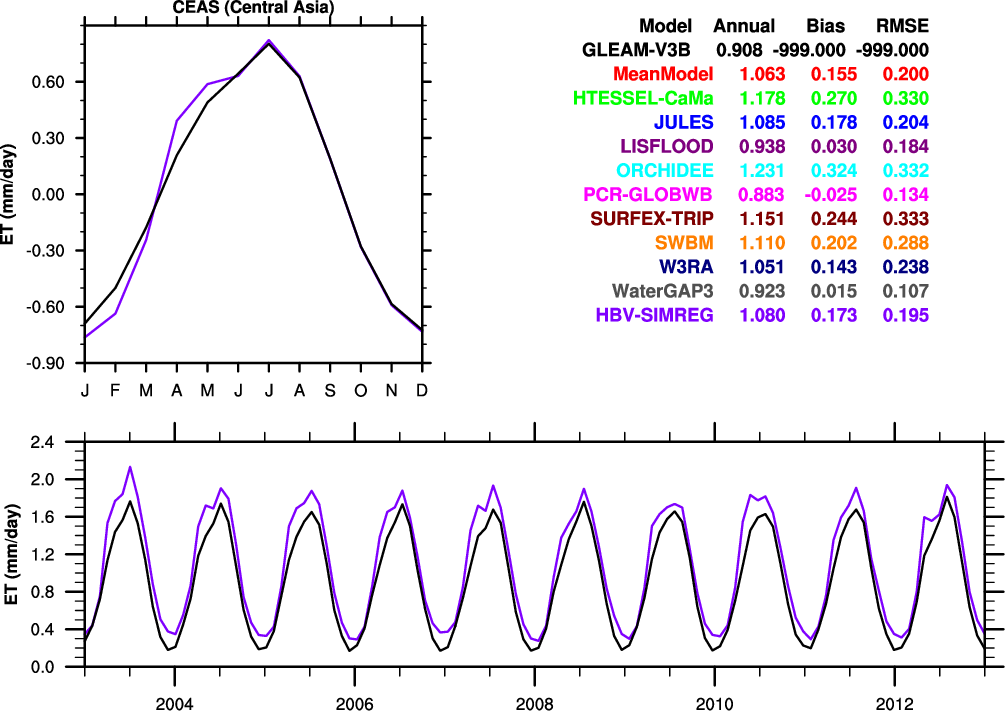 CEAS (Central Asia)
ET (mm/day)
0.60
0.30
0.00
-0.30
-0.60
-0.90
J F M A M J J A S O N D
Model Annual Bias RMSE
GLEAM-V3B 0.908 -999.000 -999.000
MeanModel 1.063 0.155 0.200
HTESSEL-CaMa 1.178 0.270 0.330
JULES 1.085 0.178 0.204
LISFLOOD 0.938 0.030 0.184
ORCHIDEE 1.231 0.324 0.332
PCR-GLOBWB 0.883 -0.025 0.134
SURFEX-TRIP 1.151 0.244 0.333
SWBM 1.110 0.202 0.288
W3RA 1.051 0.143 0.238
WaterGAP3 0.923 0.015 0.107
HBV-SIMREG 1.080 0.173 0.195
ET (mm/day)
2.4
2.0
1.6
1.2
0.8
0.4
0.0
2004 2006 2008 2010 2012